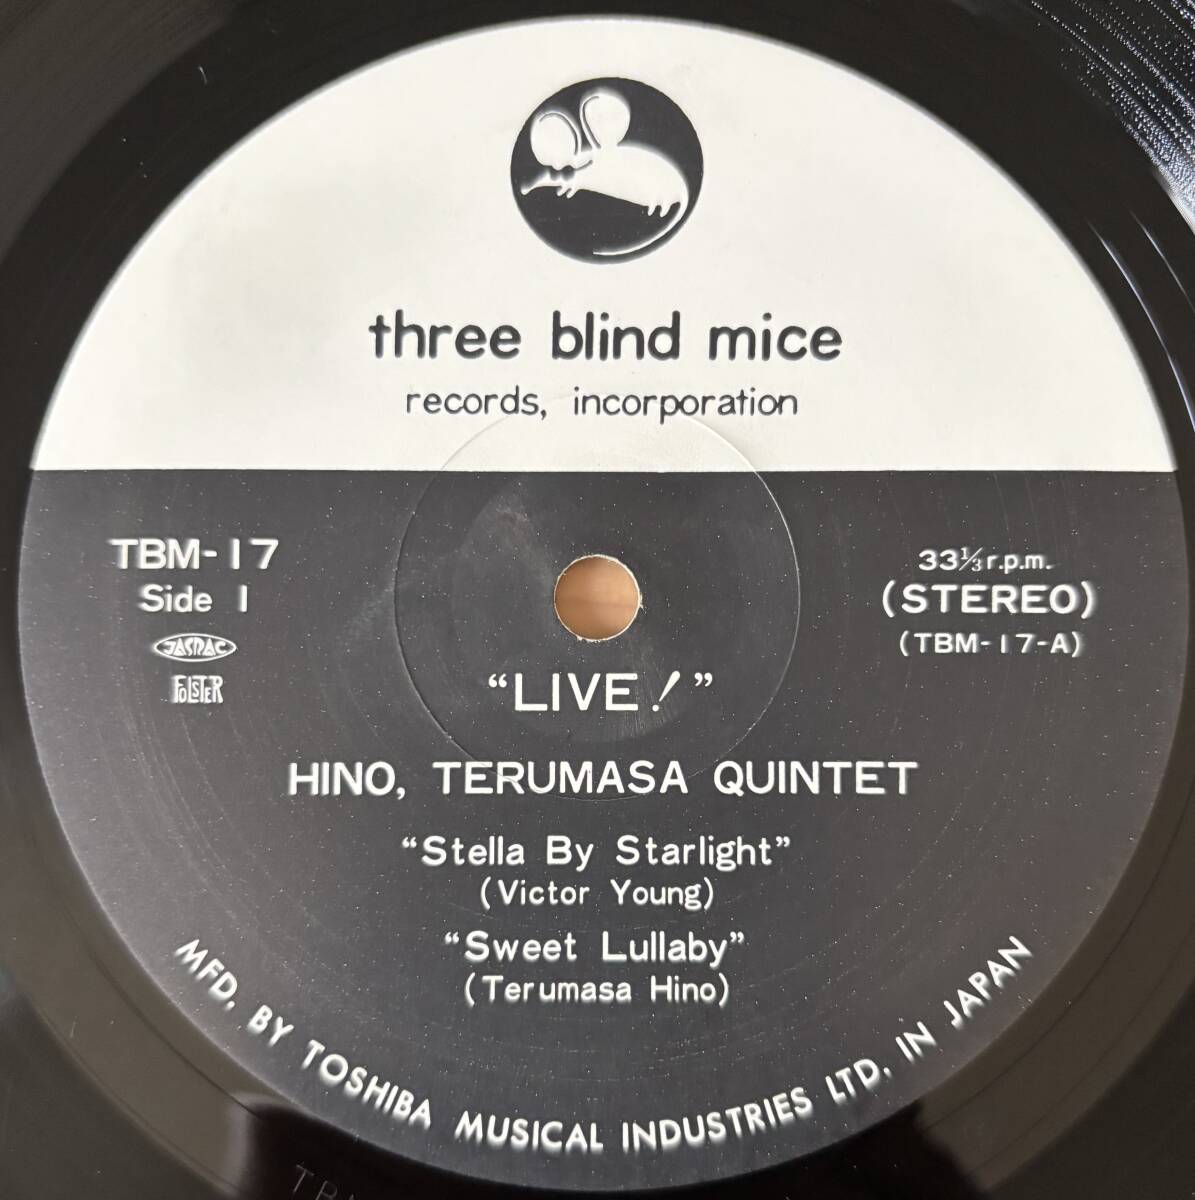 three blind mice
records, incorporation
TBM-17
Side 1
JASRAC
FOLSTER
33⅓ r.p.m.
(STEREO)
(TBM-17-A)
"LIVE!"
HINO, TERUMASA QUINTET
"Stella By Starlight"
(Victor Young)
"Sweet Lullaby"
(Terumasa Hino)
MFD. BY TOSHIBA MUSICAL INDUSTRIES LTD. IN JAPAN